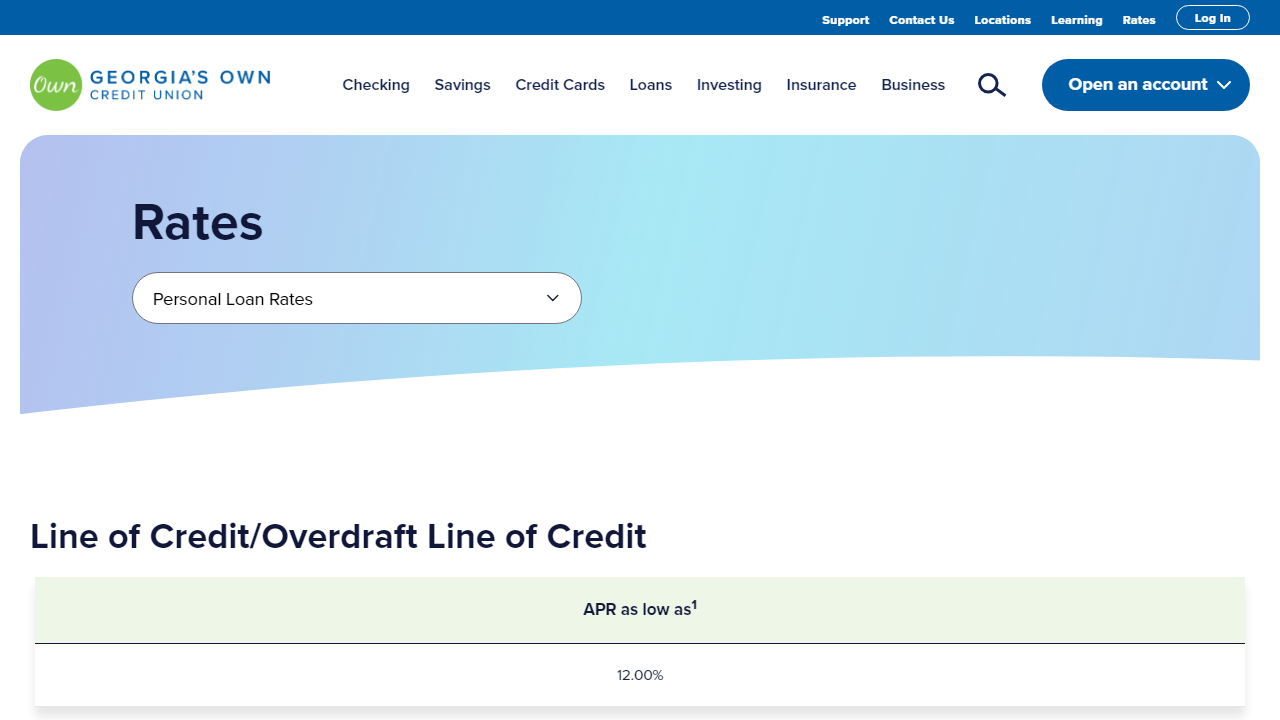 Support Contact Us Locations Learning Rates Log In
Own GEORGIA'S OWN
CREDIT UNION
Checking Savings Credit Cards Loans Investing Insurance Business Open an account
Rates
Personal Loan Rates
Line of Credit/Overdraft Line of Credit
APR as low as¹
12.00%